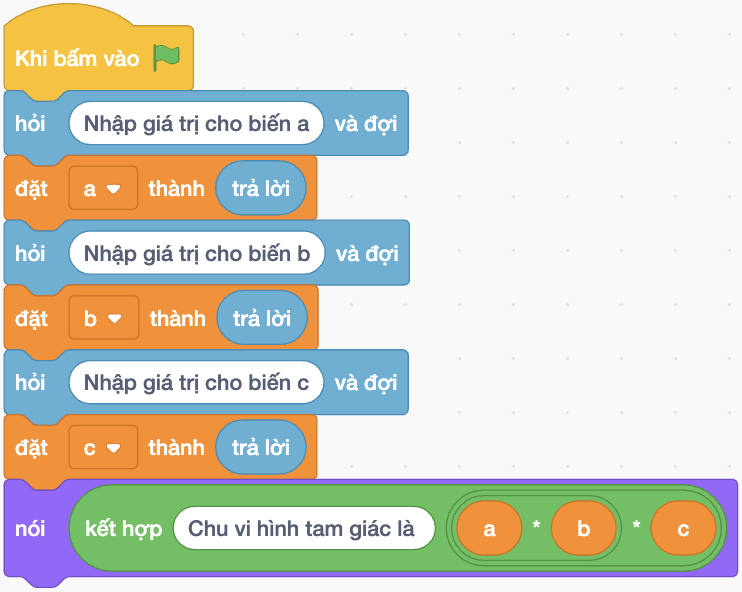 Khi bấm vào
hỏi Nhập giá trị cho biến a và đợi
đặt a thành trả lời
hỏi Nhập giá trị cho biến b và đợi
đặt b thành trả lời
hỏi Nhập giá trị cho biến c và đợi
đặt c thành trả lời
nói kết hợp Chu vi hình tam giác là a * b * c